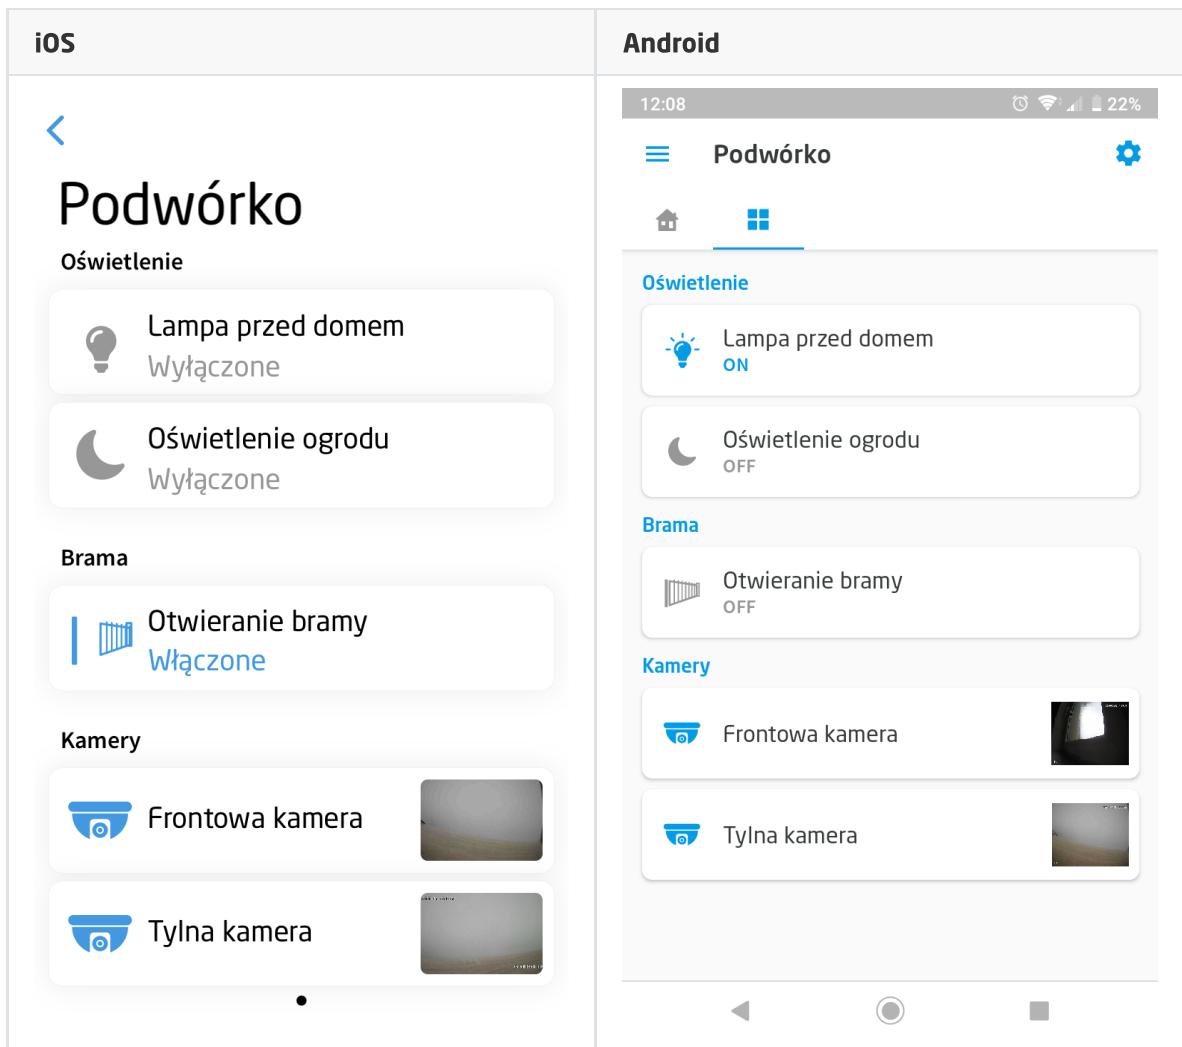 iOS
Android
Podwórko
Oświetlenie
Lampa przed domem
Wyłączone
Oświetlenie ogrodu
Wyłączone
Brama
Otwieranie bramy
Włączone
Kamery
Frontowa kamera
Tylna kamera
12:08
22%
Podwórko
Oświetlenie
Lampa przed domem
ON
Oświetlenie ogrodu
OFF
Brama
Otwieranie bramy
OFF
Kamery
Frontowa kamera
Tylna kamera